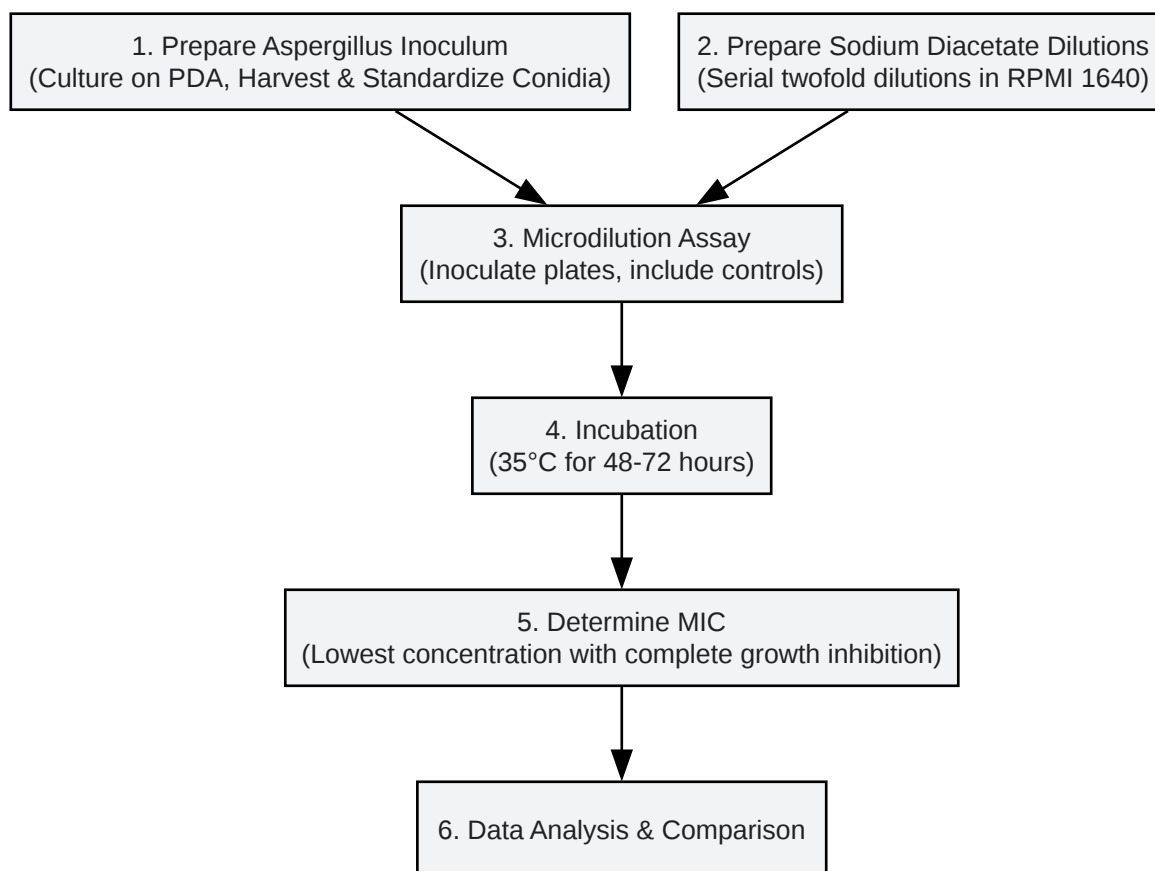 1. Prepare Aspergillus Inoculum
(Culture on PDA, Harvest & Standardize Conidia)
2. Prepare Sodium Diacetate Dilutions
(Serial twofold dilutions in RPMI 1640)
3. Microdilution Assay
(Inoculate plates, include controls)
4. Incubation
(35°C for 48-72 hours)
5. Determine MIC
(Lowest concentration with complete growth inhibition)
6. Data Analysis & Comparison